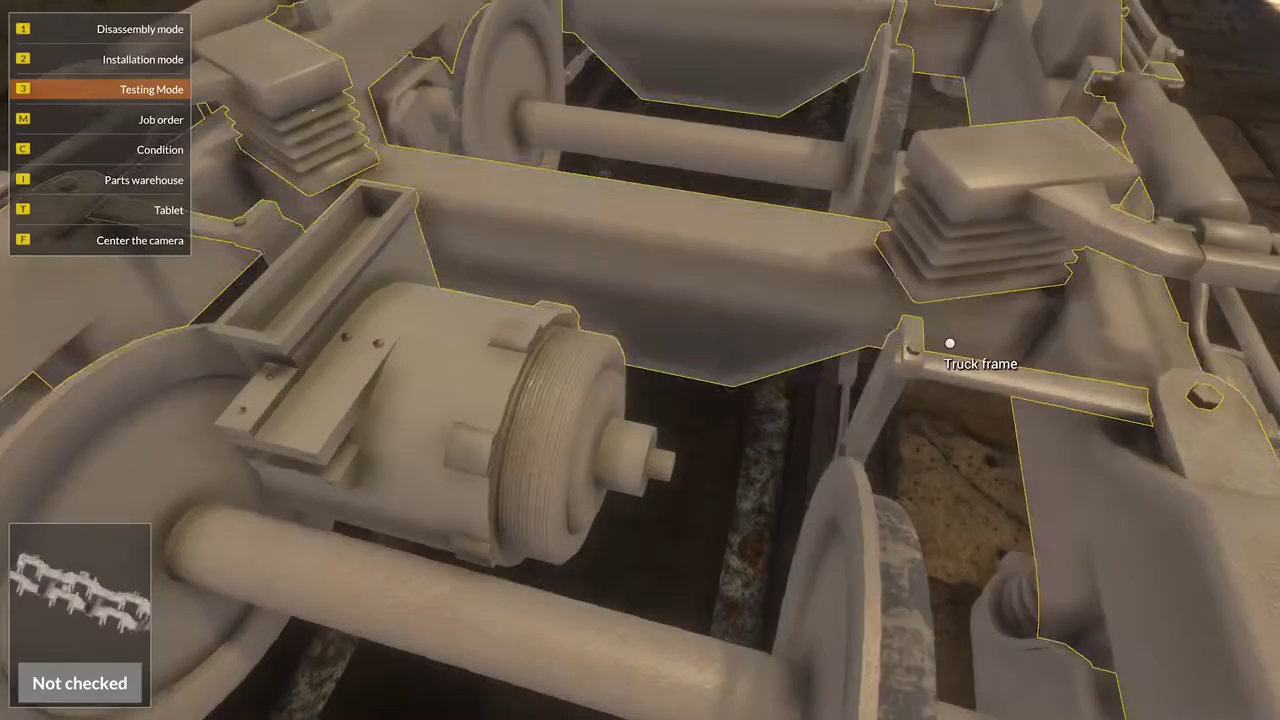 1 Disassembly mode
2 Installation mode
3 Testing Mode
M Job order
C Condition
I Parts warehouse
T Tablet
F Center the camera
Truck frame
Not checked